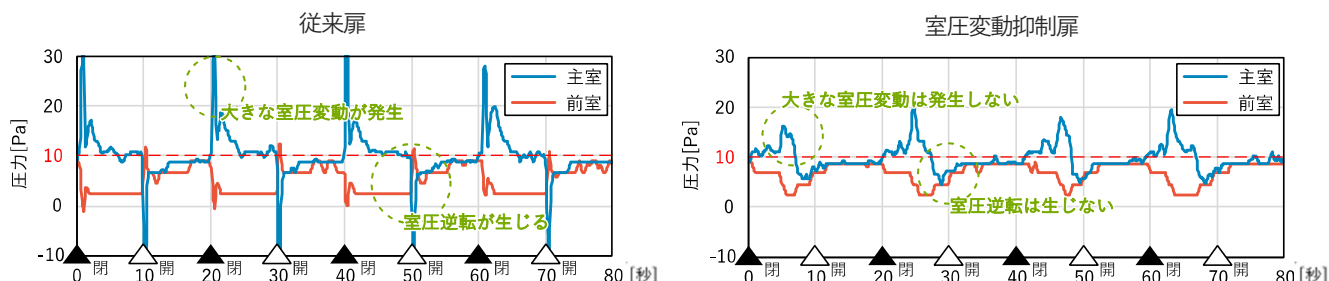 従来扉
圧力[Pa]
30
20
10
0
-10
主室
前室
大きな室圧変動が発生
室圧逆転が生じる
0 閉 10 開 20 閉 30 開 40 閉 50 開 60 閉 70 開 80 [秒]
室圧変動抑制扉
圧力[Pa]
30
20
10
0
-10
主室
前室
大きな室圧変動は発生しない
室圧逆転は生じない
0 閉 10 開 20 閉 30 開 40 閉 50 開 60 閉 70 開 80 [秒]